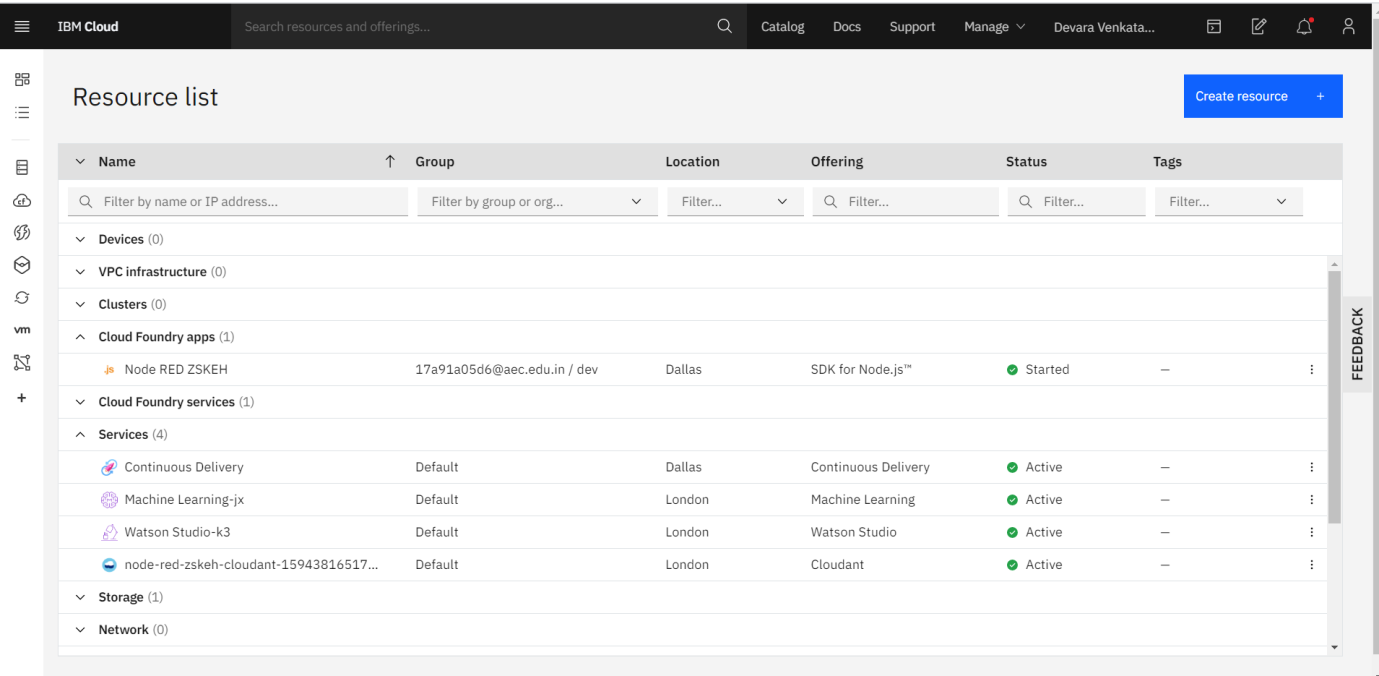 IBM Cloud Search resources and offerings... Catalog Docs Support Manage Devara Venkata...
Resource list
Create resource +
Name Group Location Offering Status Tags
Filter by name or IP address... Filter by group or org... Filter... Filter... Filter... Filter...
Devices (0)
VPC infrastructure (0)
Clusters (0)
Cloud Foundry apps (1)
js Node RED ZSKEH 17a91a05d6@aec.edu.in / dev Dallas SDK for Node.js™ Started —
Cloud Foundry services (1)
Services (4)
Continuous Delivery Default Dallas Continuous Delivery Active —
Machine Learning-jx Default London Machine Learning Active —
Watson Studio-k3 Default London Watson Studio Active —
node-red-zskeh-cloudant-15943816517... Default London Cloudant Active —
Storage (1)
Network (0)
cf
vm
+
FEEDBACK